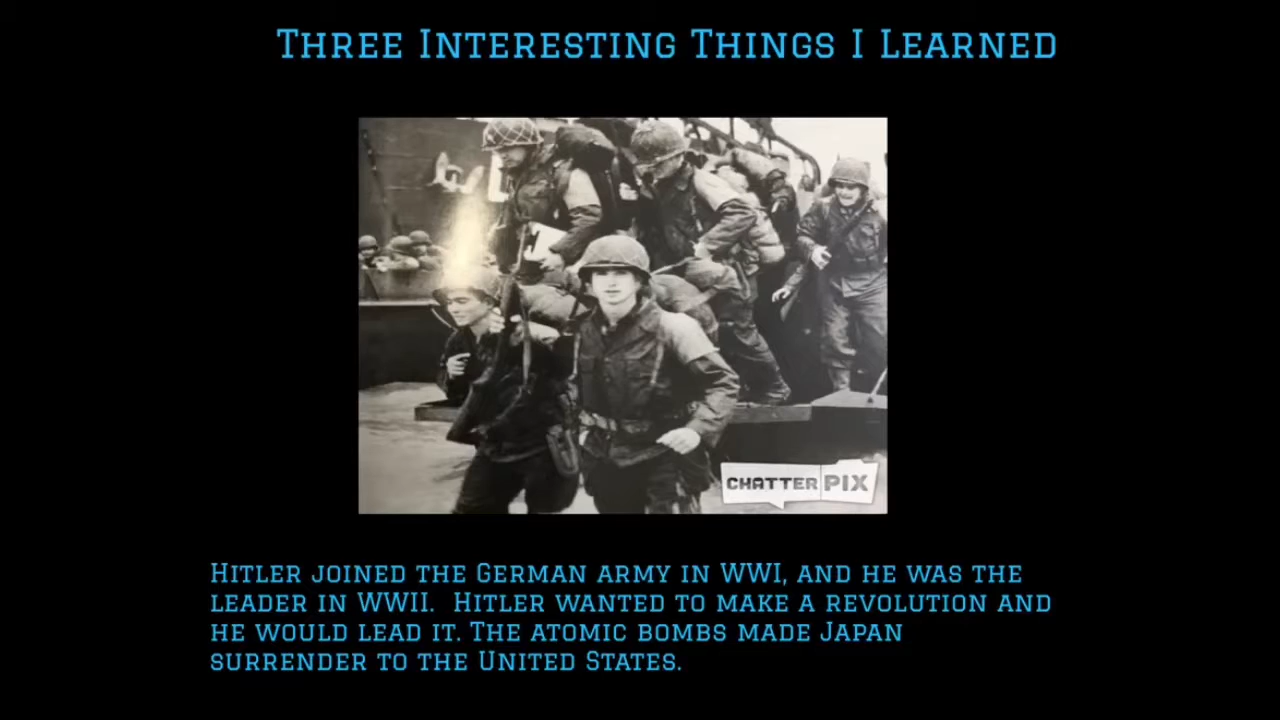 Three Interesting Things I Learned
CHATTERPIX
Hitler joined the German army in WWI, and he was the
leader in WWII.  Hitler wanted to make a revolution and
he would lead it. The atomic bombs made Japan
surrender to the United States.